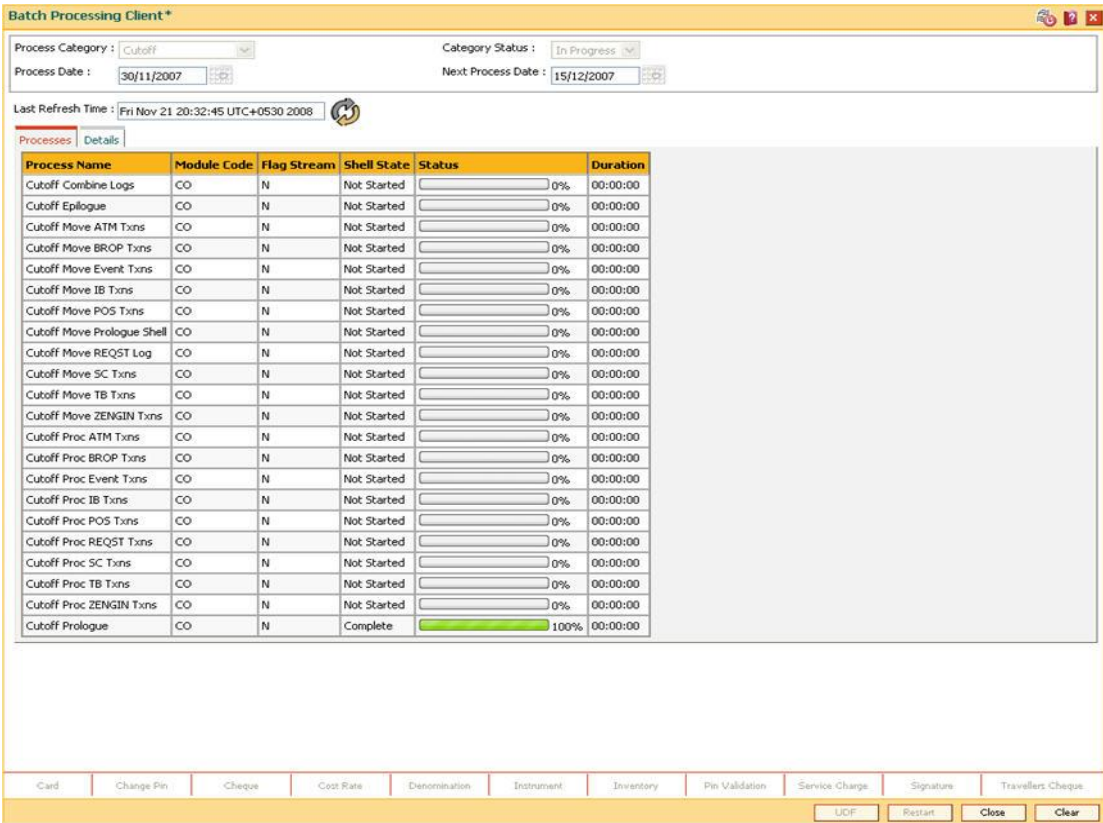 Batch Processing Client*
Process Category : Cutoff Category Status : In Progress
Process Date : 30/11/2007 Next Process Date : 15/12/2007
Last Refresh Time : Fri Nov 21 20:32:45 UTC+0530 2008
Processes Details
Process Name Module Code Flag Stream Shell State Status Duration
Cutoff Combine Logs CO N Not Started 0% 00:00:00
Cutoff Epilogue CO N Not Started 0% 00:00:00
Cutoff Move ATM Txns CO N Not Started 0% 00:00:00
Cutoff Move BROP Txns CO N Not Started 0% 00:00:00
Cutoff Move Event Txns CO N Not Started 0% 00:00:00
Cutoff Move IB Txns CO N Not Started 0% 00:00:00
Cutoff Move POS Txns CO N Not Started 0% 00:00:00
Cutoff Move Prologue Shell CO N Not Started 0% 00:00:00
Cutoff Move REQST Log CO N Not Started 0% 00:00:00
Cutoff Move SC Txns CO N Not Started 0% 00:00:00
Cutoff Move TB Txns CO N Not Started 0% 00:00:00
Cutoff Move ZENGIN Txns CO N Not Started 0% 00:00:00
Cutoff Proc ATM Txns CO N Not Started 0% 00:00:00
Cutoff Proc BROP Txns CO N Not Started 0% 00:00:00
Cutoff Proc Event Txns CO N Not Started 0% 00:00:00
Cutoff Proc IB Txns CO N Not Started 0% 00:00:00
Cutoff Proc POS Txns CO N Not Started 0% 00:00:00
Cutoff Proc REQST Txns CO N Not Started 0% 00:00:00
Cutoff Proc SC Txns CO N Not Started 0% 00:00:00
Cutoff Proc TB Txns CO N Not Started 0% 00:00:00
Cutoff Proc ZENGIN Txns CO N Not Started 0% 00:00:00
Cutoff Prologue CO N Complete 100% 00:00:00
Card Change Pin Cheque Cost Rate Denomination Instrument Inventory Pin Validation Service Charge Signature Travellers Cheque
UDF Restart Close Clear